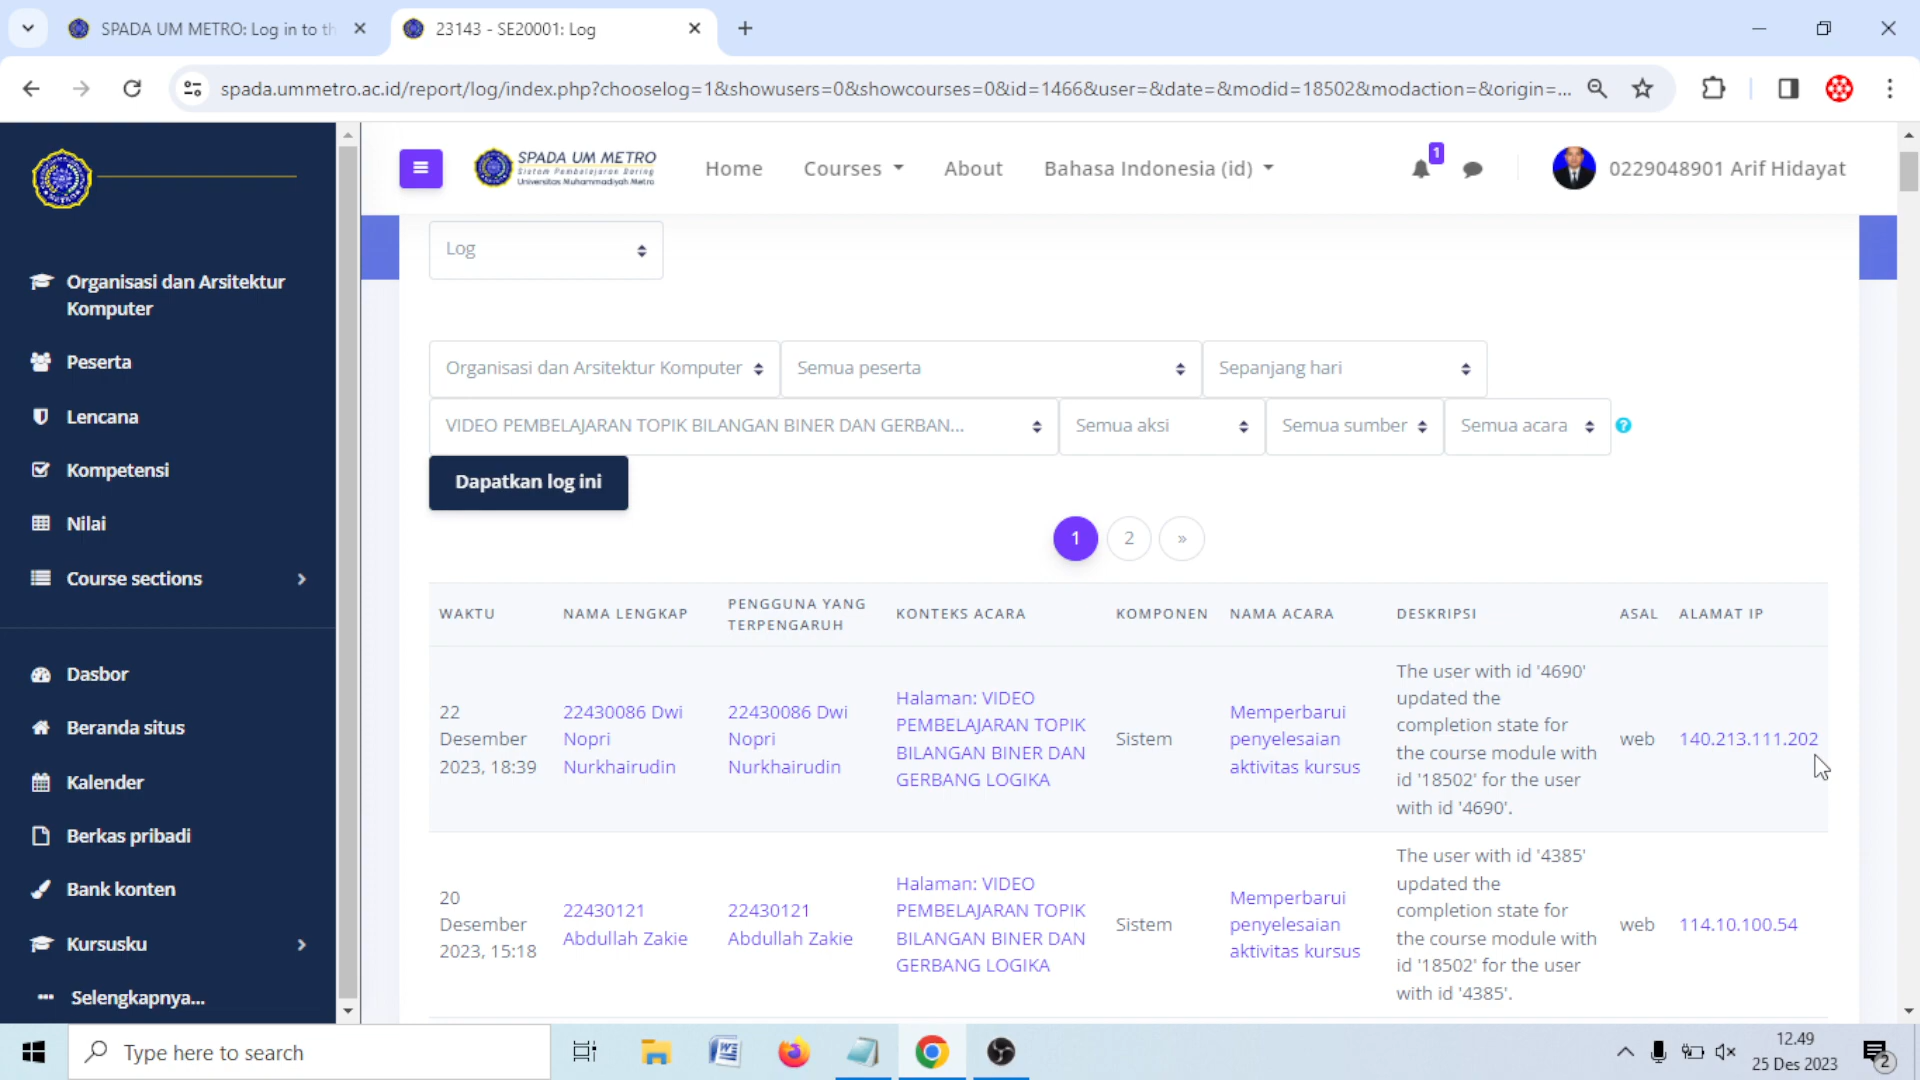 SPADA UM METRO: Log in to th
23143 - SE20001: Log
spada.ummetro.ac.id/report/log/index.php?chooselog=1&showusers=0&showcourses=0&id=1466&user=&date=&modid=18502&modaction=&origin=...
SPADA UM METRO
Sistem Pembelajaran Daring
Universitas Muhammadiyah Metro
Home
Courses
About
Bahasa Indonesia (id)
1
0229048901 Arif Hidayat
Organisasi dan Arsitektur
Komputer
Peserta
Lencana
Kompetensi
Nilai
Course sections
Dasbor
Beranda situs
Kalender
Berkas pribadi
Bank konten
Kursusku
Selengkapnya...
Log
Organisasi dan Arsitektur Komputer
Semua peserta
Sepanjang hari
VIDEO PEMBELAJARAN TOPIK BILANGAN BINER DAN GERBAN...
Semua aksi
Semua sumber
Semua acara
?
Dapatkan log ini
1 2 »
WAKTU
NAMA LENGKAP
PENGGUNA YANG
TERPENGARUH
KONTEKS ACARA
KOMPONEN
NAMA ACARA
DESKRIPSI
ASAL
ALAMAT IP
22
Desember
2023, 18:39
22430086 Dwi
Nopri
Nurkhairudin
22430086 Dwi
Nopri
Nurkhairudin
Halaman: VIDEO
PEMBELAJARAN TOPIK
BILANGAN BINER DAN
GERBANG LOGIKA
Sistem
Memperbarui
penyelesaian
aktivitas kursus
The user with id '4690'
updated the
completion state for
the course module with
id '18502' for the user
with id '4690'.
web
140.213.111.202
20
Desember
2023, 15:18
22430121
Abdullah Zakie
22430121
Abdullah Zakie
Halaman: VIDEO
PEMBELAJARAN TOPIK
BILANGAN BINER DAN
GERBANG LOGIKA
Sistem
Memperbarui
penyelesaian
aktivitas kursus
The user with id '4385'
updated the
completion state for
the course module with
id '18502' for the user
with id '4385'.
web
114.10.100.54
Type here to search
12.49
25 Des 2023
2